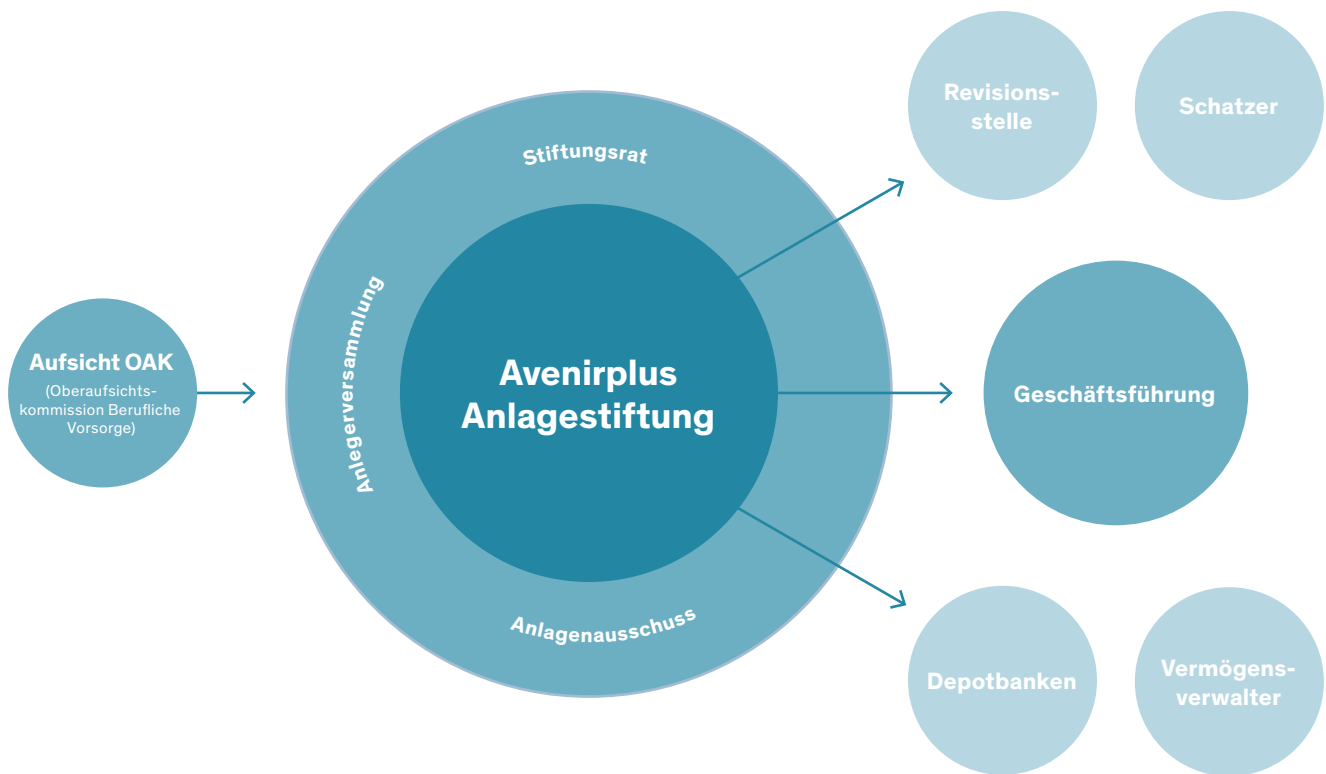 Aufsicht OAK
(Oberaufsichts-
kommission Berufliche
Vorsorge)
Stiftungsrat
Anlegerversammlung
Avenirplus
Anlagestiftung
Anlagenausschuss
Revisions-
stelle
Schatzer
Geschäftsführung
Depotbanken
Vermögens-
verwalter